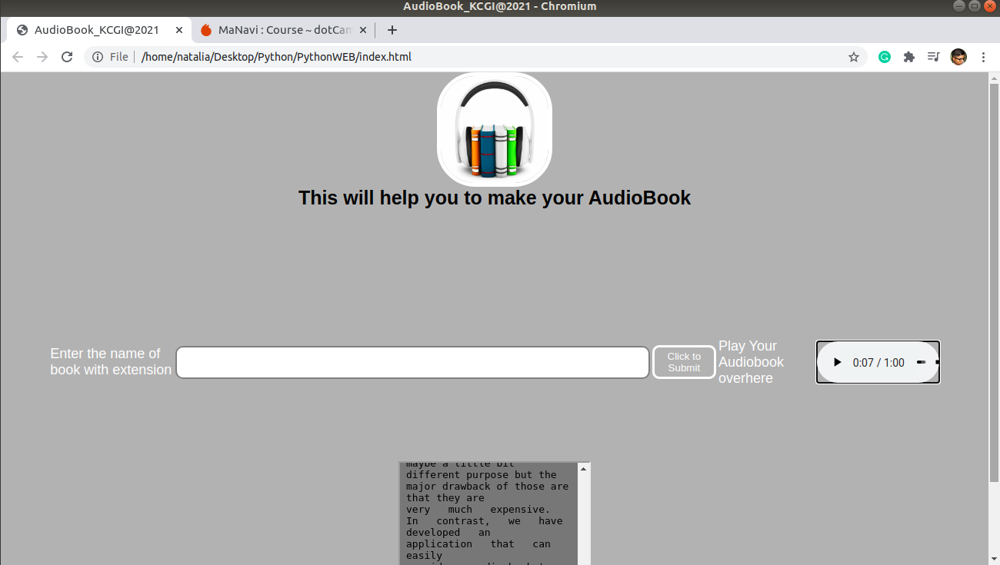 AudioBook_KCGI@2021 - Chromium
AudioBook_KCGI@2021
MaNavi : Course ~ dotCam
File
/home/natalia/Desktop/Python/PythonWEB/index.html
This will help you to make your AudioBook
Enter the name of
book with extension
Click to
Submit
Play Your
Audiobook
overhere
0:07 / 1:00
maybe a little bit
different purpose but the
major drawback of those are
that they are
very much expensive.
In contrast, we have
developed an
application that can
easily